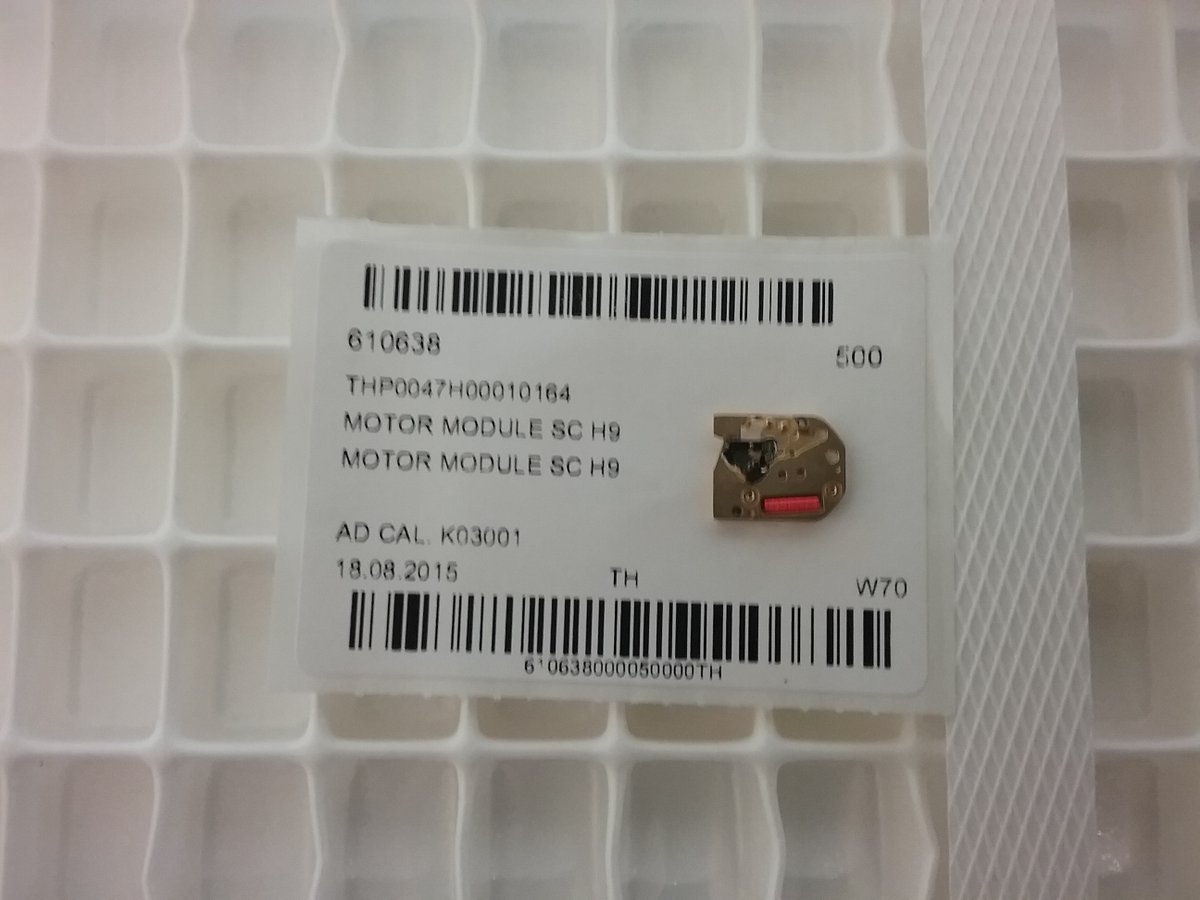 610638
500
THP0047H00010164
MOTOR MODULE SC H9
MOTOR MODULE SC H9
AD CAL. K03001
18.08.2015 TH W70
610638000050000TH